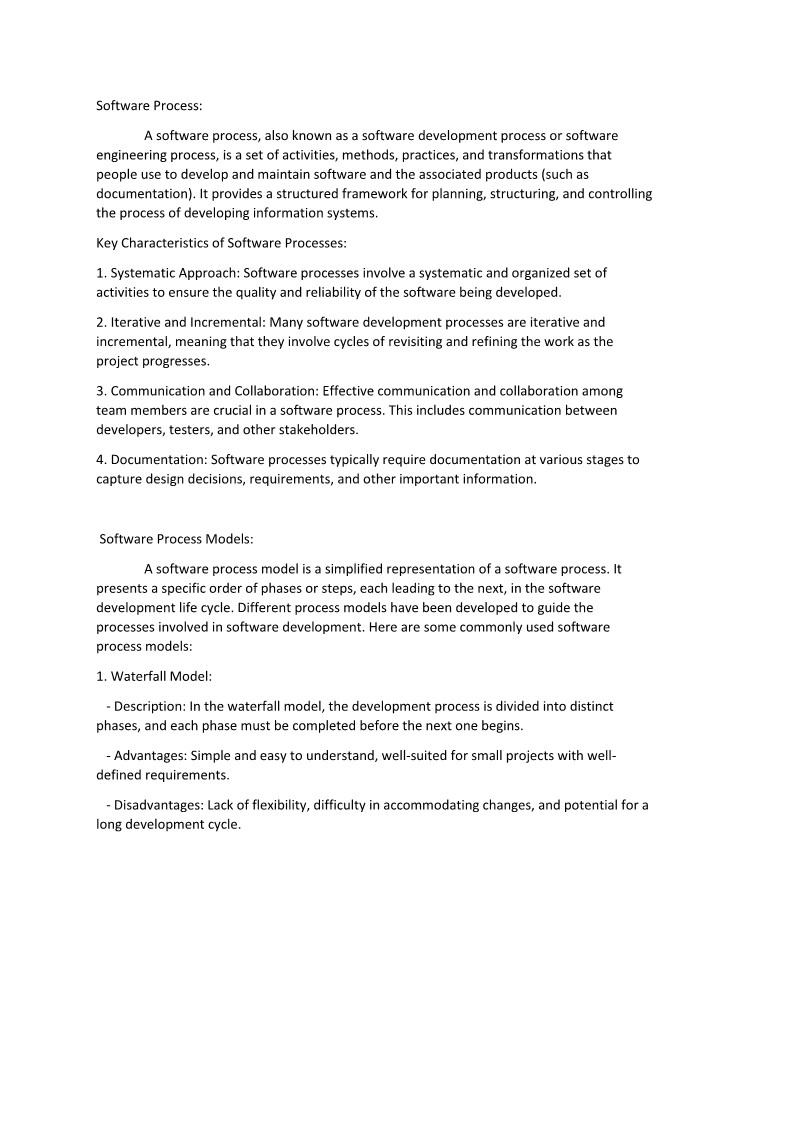 Software Process:
A software process, also known as a software development process or software
engineering process, is a set of activities, methods, practices, and transformations that
people use to develop and maintain software and the associated products (such as
documentation). It provides a structured framework for planning, structuring, and controlling
the process of developing information systems.
Key Characteristics of Software Processes:
1. Systematic Approach: Software processes involve a systematic and organized set of
activities to ensure the quality and reliability of the software being developed.
2. Iterative and Incremental: Many software development processes are iterative and
incremental, meaning that they involve cycles of revisiting and refining the work as the
project progresses.
3. Communication and Collaboration: Effective communication and collaboration among
team members are crucial in a software process. This includes communication between
developers, testers, and other stakeholders.
4. Documentation: Software processes typically require documentation at various stages to
capture design decisions, requirements, and other important information.
Software Process Models:
A software process model is a simplified representation of a software process. It
presents a specific order of phases or steps, each leading to the next, in the software
development life cycle. Different process models have been developed to guide the
processes involved in software development. Here are some commonly used software
process models:
1. Waterfall Model:
- Description: In the waterfall model, the development process is divided into distinct
phases, and each phase must be completed before the next one begins.
- Advantages: Simple and easy to understand, well-suited for small projects with well-
defined requirements.
- Disadvantages: Lack of flexibility, difficulty in accommodating changes, and potential for a
long development cycle.